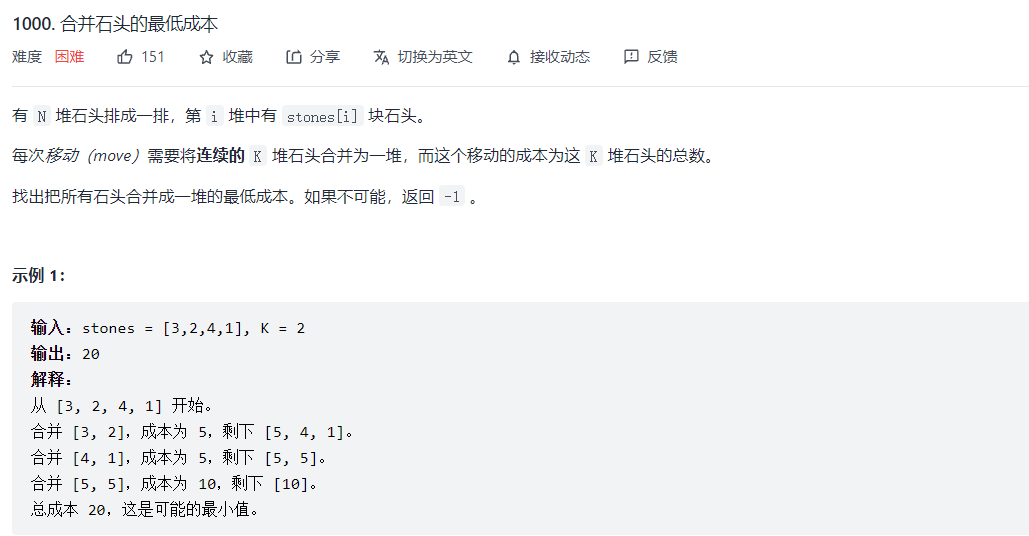 1000. 合并石头的最低成本
难度 困难 151 收藏 分享 切换为英文 接收动态 反馈
有 N 堆石头排成一排，第 i 堆中有 stones[i] 块石头。
每次移动（move）需要将连续的 K 堆石头合并为一堆，而这个移动的成本为这 K 堆石头的总数。
找出把所有石头合并成一堆的最低成本。如果不可能，返回 -1 。
示例 1：
输入：stones = [3,2,4,1], K = 2
输出：20
解释：
从 [3, 2, 4, 1] 开始。
合并 [3, 2]，成本为 5，剩下 [5, 4, 1]。
合并 [4, 1]，成本为 5，剩下 [5, 5]。
合并 [5, 5]，成本为 10，剩下 [10]。
总成本 20，这是可能的最小值。